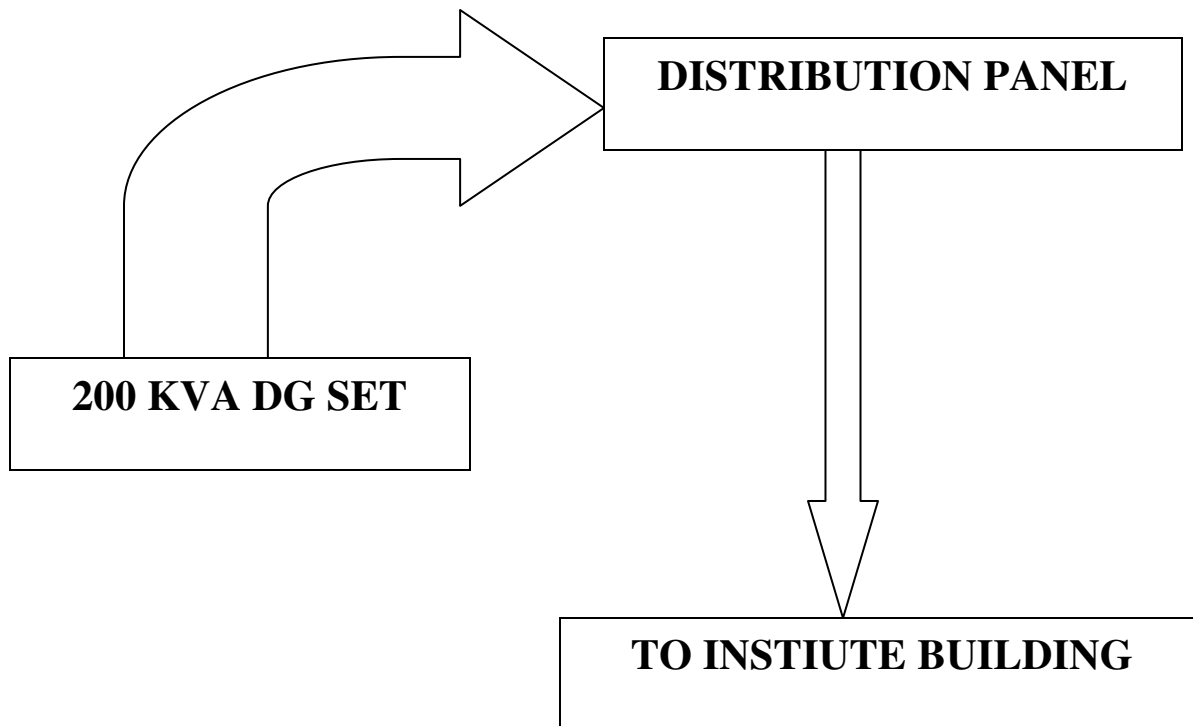 DISTRIBUTION PANEL
200 KVA DG SET
TO INSTIUTE BUILDING